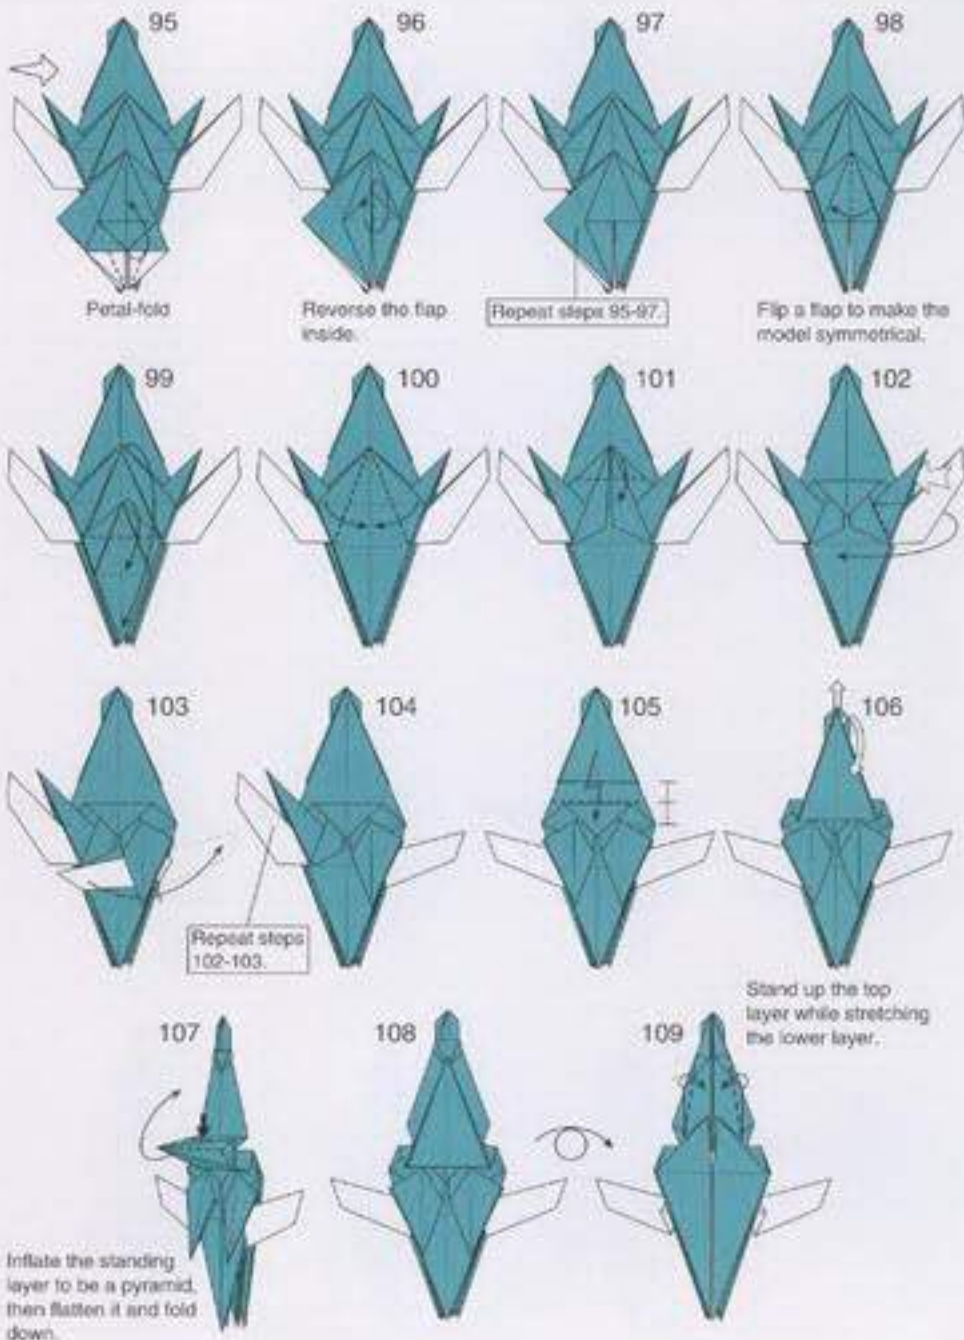 95
96
97
98
Petal-fold
Reverse the flap
inside.
Repeat steps 95-97.
Flip a flap to make the
model symmetrical.
99
100
101
102
103
104
105
106
Repeat steps
102-103.
Stand up the top
layer while stretching
the lower layer.
107
108
109
Inflate the standing
layer to be a pyramid,
then flatten it and fold
down.